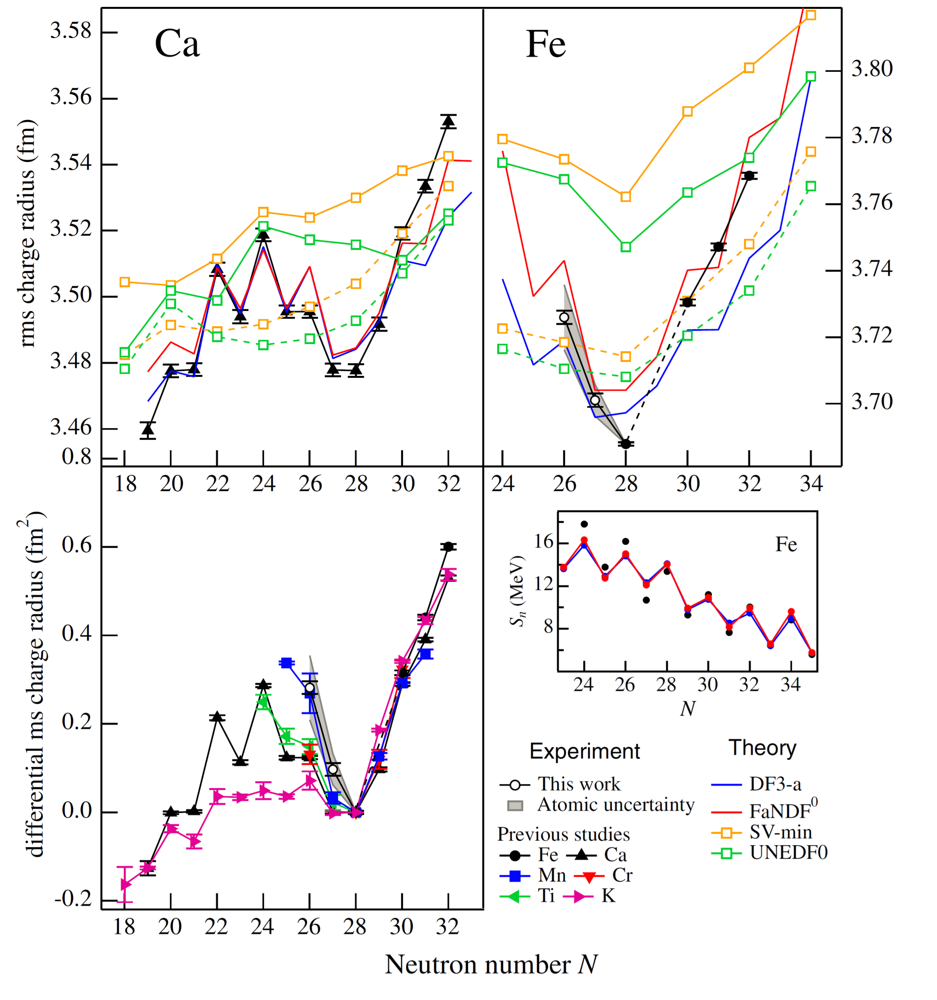 Ca
Fe
rms charge radius (fm)
3.58
3.56
3.54
3.52
3.50
3.48
3.46
0.8
3.80
3.78
3.76
3.74
3.72
3.70
18 20 22 24 26 28 30 32
24 26 28 30 32 34
differential ms charge radius (fm²)
0.6
0.4
0.2
0.0
-0.2
18 20 22 24 26 28 30 32
Neutron number N
Fe
Sₙ (MeV)
16
12
8
24 26 28 30 32 34
N
Experiment
This work
Atomic uncertainty
Previous studies
Fe Ca
Mn Cr
Ti K
Theory
DF3-a
FaNDF⁰
SV-min
UNEDF0